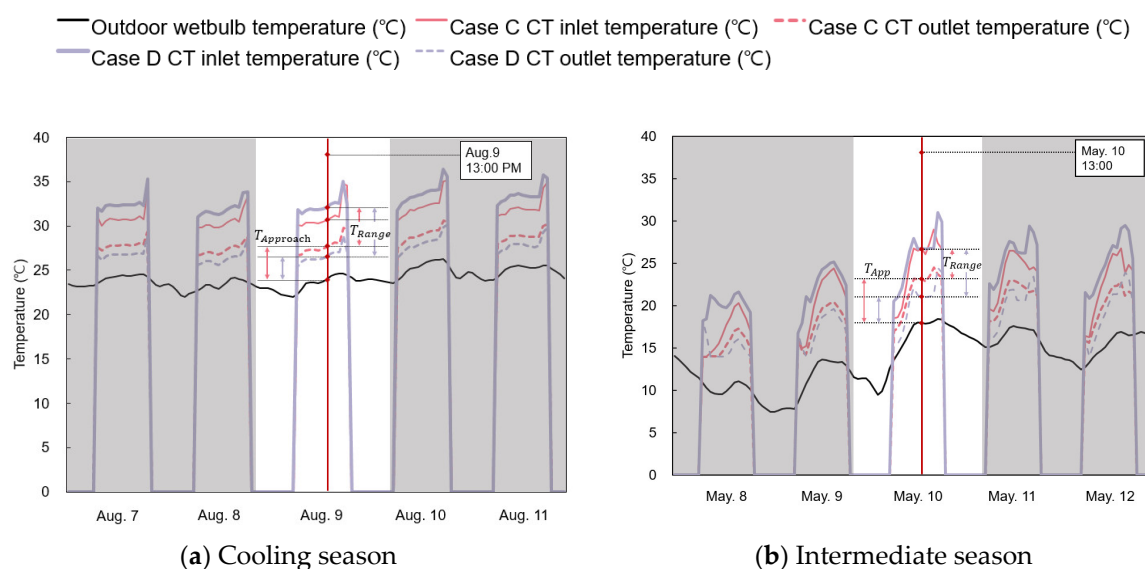 Outdoor wetbulb temperature (℃) Case C CT inlet temperature (℃) Case C CT outlet temperature (℃)
Case D CT inlet temperature (℃) Case D CT outlet temperature (℃)
Temperature (℃)
40
35
30
25
20
15
10
5
0
Aug.9
13:00 PM
T_Approach
T_Range
Aug. 7 Aug. 8 Aug. 9 Aug. 10 Aug. 11
(a) Cooling season
Temperature (℃)
40
35
30
25
20
15
10
5
0
May. 10
13:00
T_App
T_Range
May. 8 May. 9 May. 10 May. 11 May. 12
(b) Intermediate season